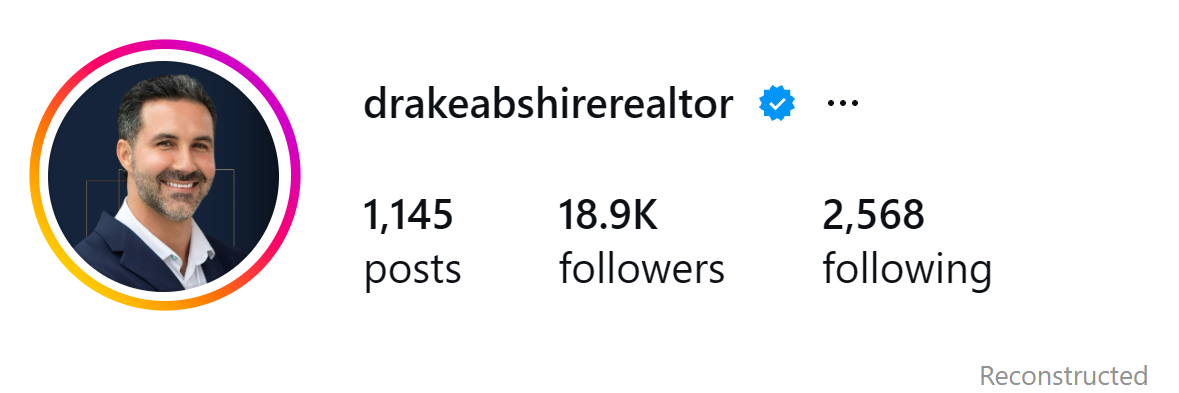 drakeabshirerealtor
1,145 18.9K 2,568
posts followers following
Reconstructed